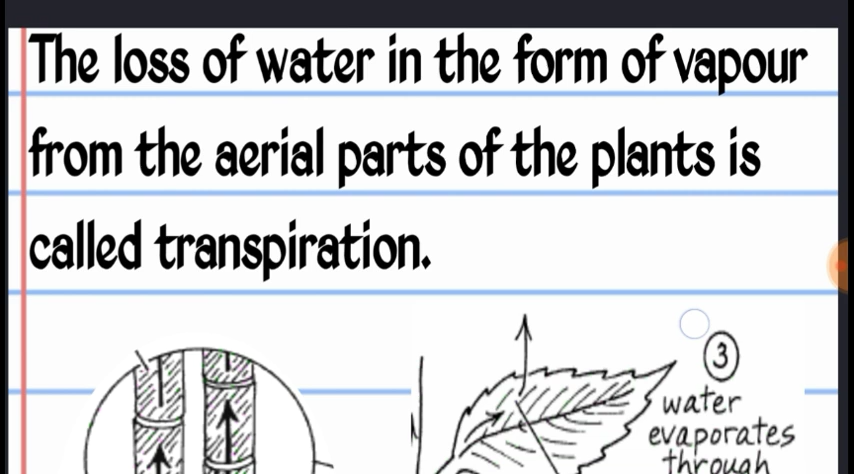 The loss of water in the form of vapour
from the aerial parts of the plants is
called transpiration.
3
water
evaporates
through